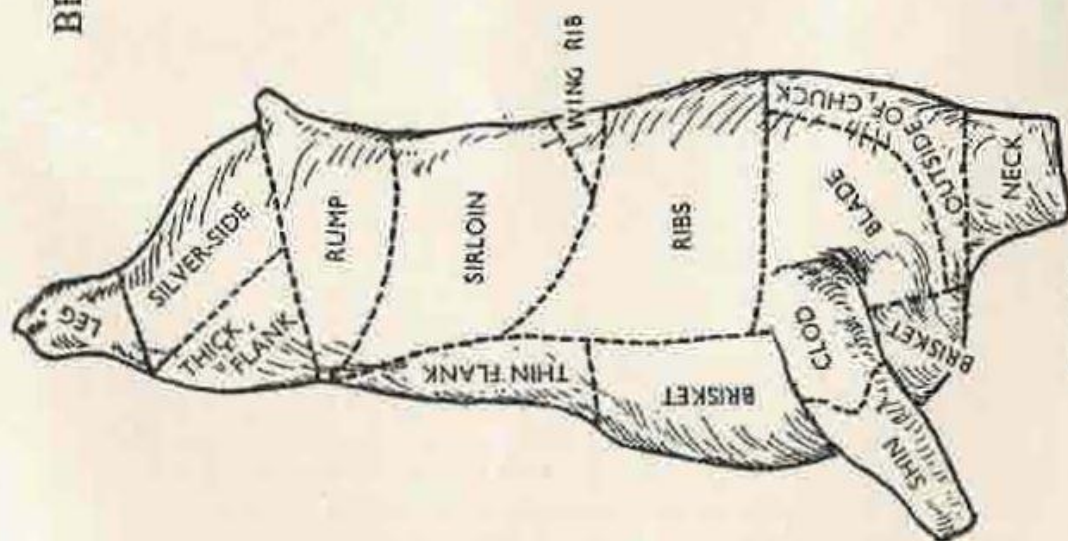 LEG
SILVER-SIDE
THICK
FLANK
RUMP
SIRLOIN
WING RIB
THIN FLANK
RIBS
BRISKET
OUTSIDE OF CHUCK
BLADE
CLOD
BRISKET
NECK
SHIN